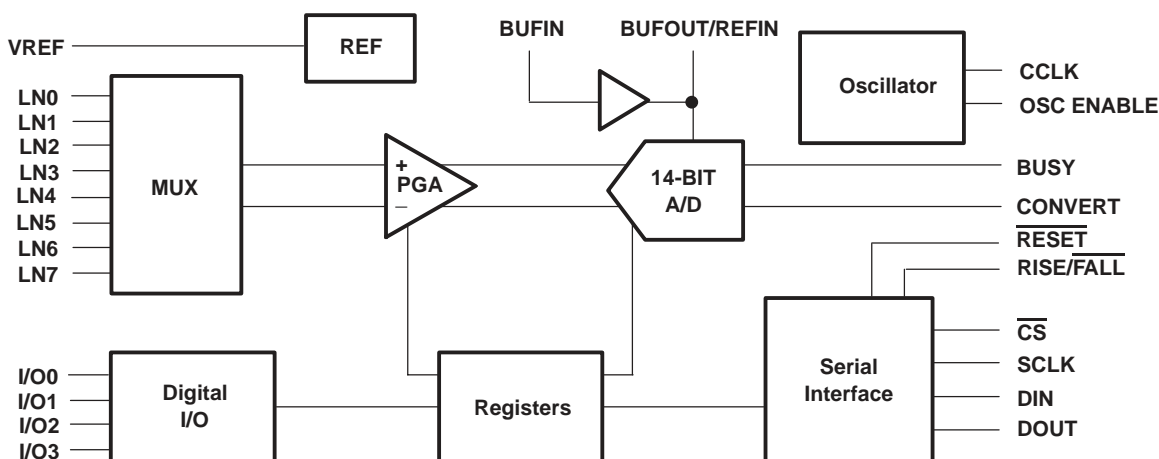 VREF
REF
BUFIN
BUFOUT/REFIN
Oscillator
CCLK
OSC ENABLE
LN0
LN1
LN2
LN3
LN4
LN5
LN6
LN7
MUX
+
PGA
–
14-BIT
A/D
BUSY
CONVERT
RESET
RISE/FALL
I/O0
I/O1
I/O2
I/O3
Digital
I/O
Registers
Serial
Interface
CS
SCLK
DIN
DOUT